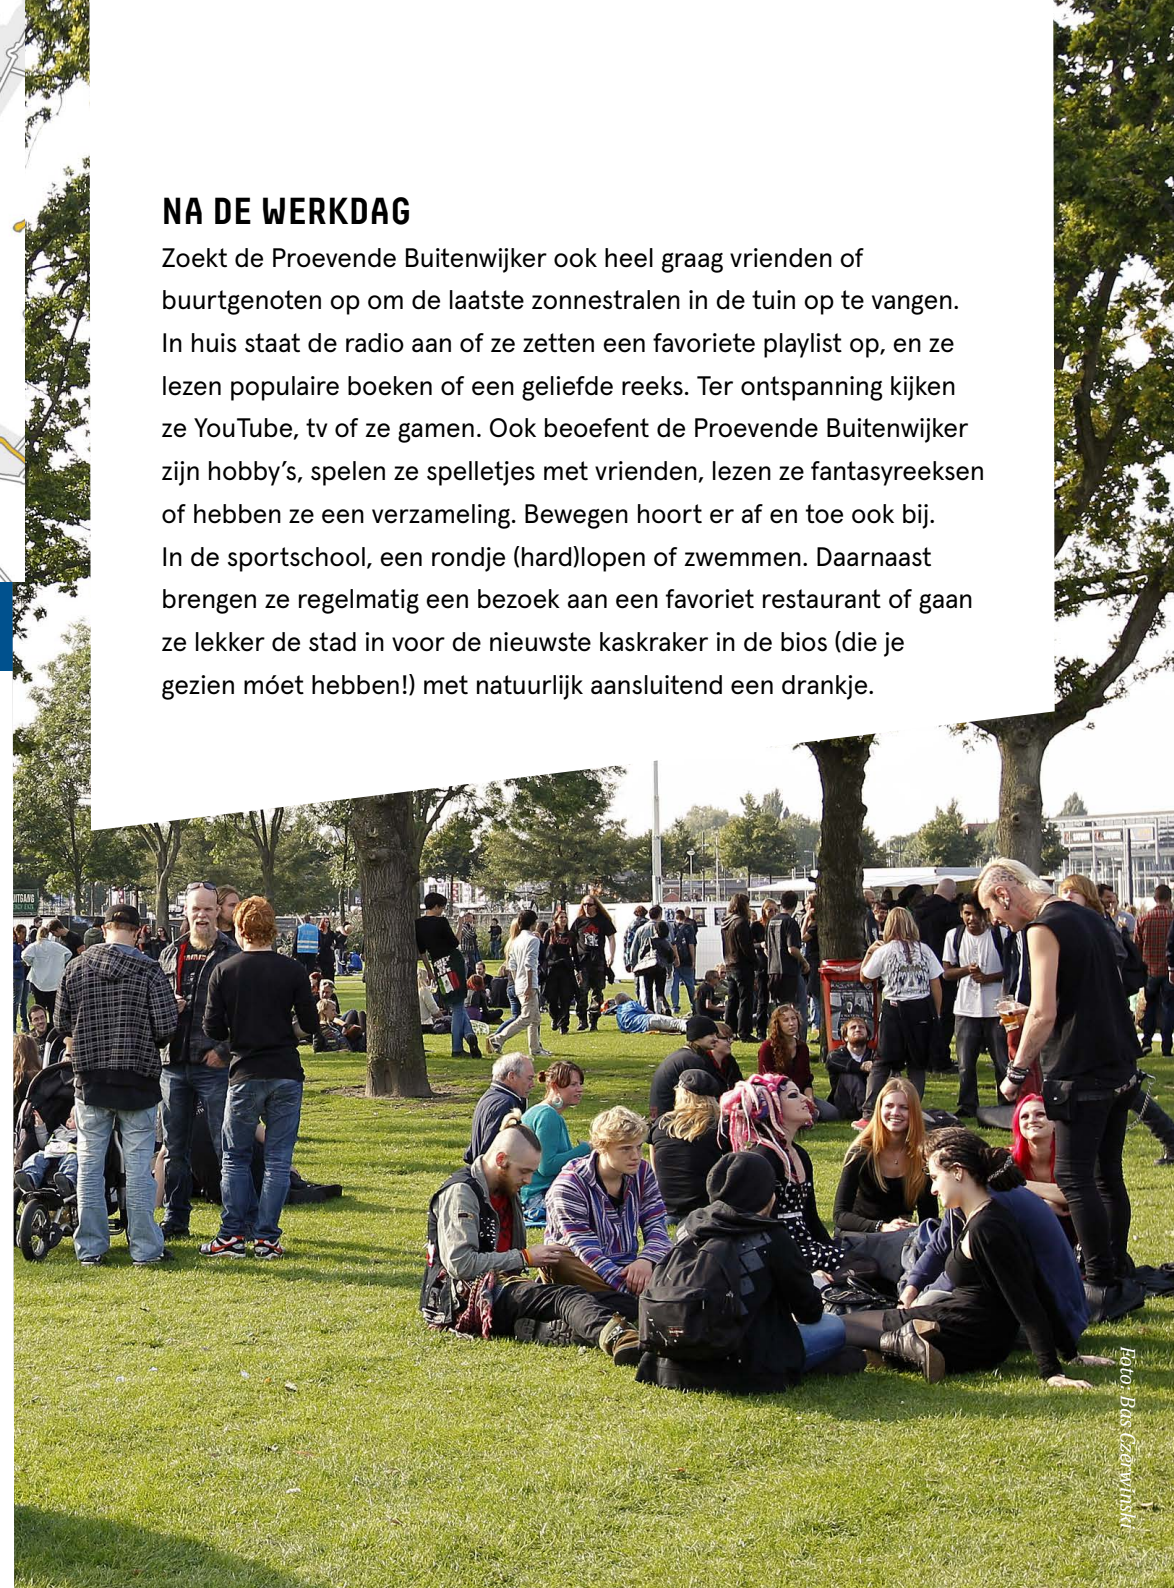 NA DE WERKDAG
Zoekt de Proevende Buitenwijker ook heel graag vrienden of
buurtgenoten op om de laatste zonnestralen in de tuin op te vangen.
In huis staat de radio aan of ze zetten een favoriete playlist op, en ze
lezen populaire boeken of een geliefde reeks. Ter ontspanning kijken
ze YouTube, tv of ze gamen. Ook beoefent de Proevende Buitenwijker
zijn hobby’s, spelen ze spelletjes met vrienden, lezen ze fantasyreeksen
of hebben ze een verzameling. Bewegen hoort er af en toe ook bij.
In de sportschool, een rondje (hard)lopen of zwemmen. Daarnaast
brengen ze regelmatig een bezoek aan een favoriet restaurant of gaan
ze lekker de stad in voor de nieuwste kaskraker in de bios (die je
gezien móet hebben!) met natuurlijk aansluitend een drankje.
Foto: Bas Czerwinski